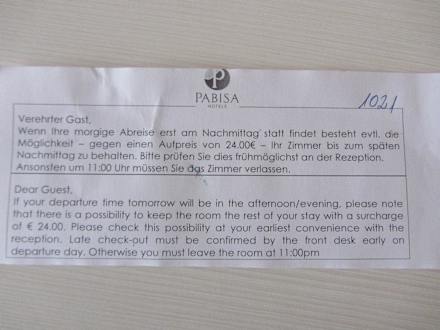 PABISA
HOTELS
1021
Verehrter Gast,
Wenn Ihre morgige Abreise erst am Nachmittag statt findet besteht evtl. die
Möglichkeit – gegen einen Aufpreis von 24.00€ – Ihr Zimmer bis zum späten
Nachmittag zu behalten. Bitte prüfen Sie dies frühmöglichst an der Rezeption.
Ansonsten um 11:00 Uhr müssen Sie das Zimmer verlassen.
Dear Guest,
If your departure time tomorrow will be in the afternoon/evening, please note
that there is a possibility to keep the room the rest of your stay with a surcharge
of € 24.00. Please check this possibility at your earliest convenience with the
reception. Late check-out must be confirmed by the front desk early on
departure day. Otherwise you must leave the room at 11:00pm